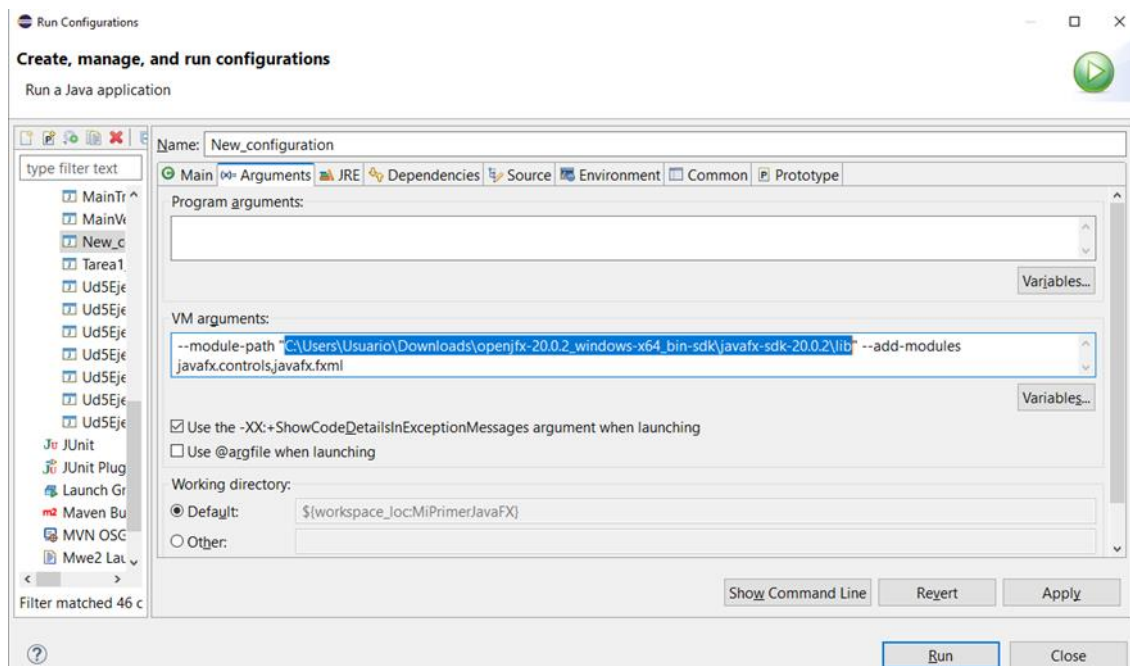 Run Configurations
Create, manage, and run configurations
Run a Java application
type filter text
MainTr
MainVe
New_c
Tarea1_
Ud5Eje
Ud5Eje
Ud5Eje
Ud5Eje
Ud5Eje
Ud5Eje
Ud5Eje
JUnit
JUnit Plug
Launch Gr
Maven Bu
MVN OSG
Mwe2 Lau
Filter matched 46 c
Name: New_configuration
Main Arguments JRE Dependencies Source Environment Common Prototype
Program arguments:
Variables...
VM arguments:
--module-path "C:\Users\Usuario\Downloads\openjfx-20.0.2_windows-x64_bin-sdk\javafx-sdk-20.0.2\lib" --add-modules
javafx.controls,javafx.fxml
Variables...
Use the -XX:+ShowCodeDetailsInExceptionMessages argument when launching
Use @argfile when launching
Working directory:
Default: ${workspace_loc:MiPrimerJavaFX}
Other:
Show Command Line Revert Apply
Run Close